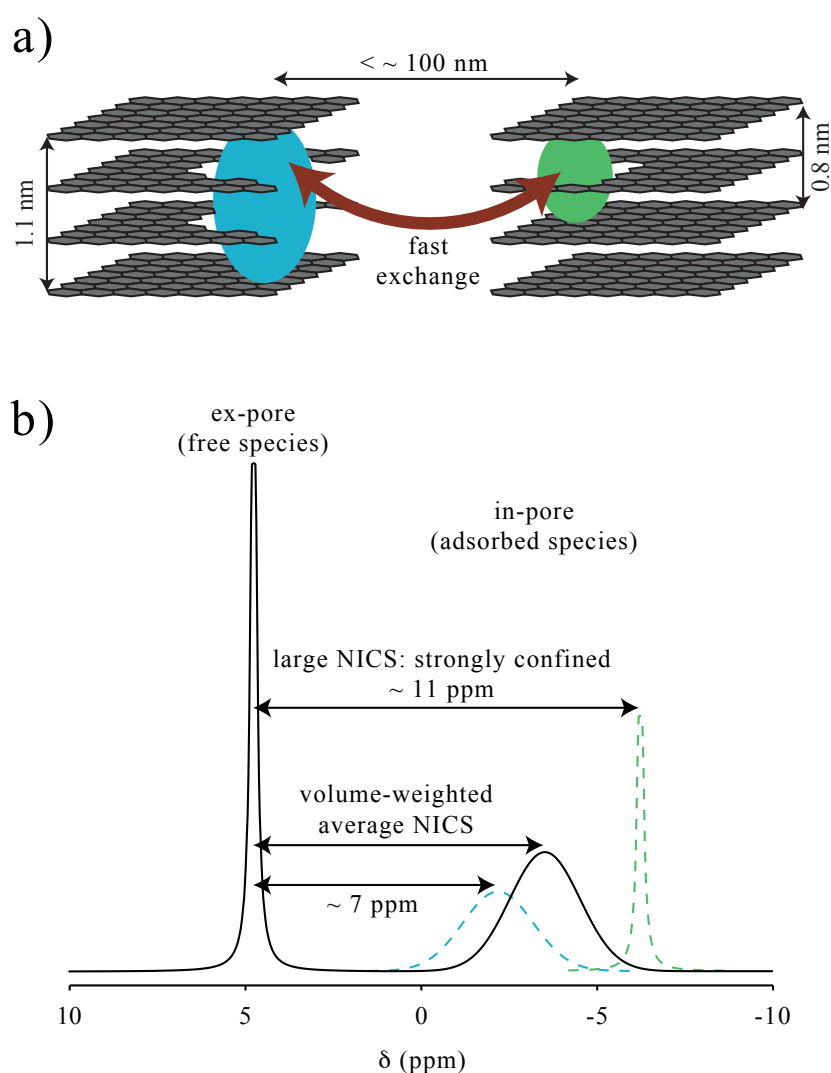 a)
< ~ 100 nm
1.1 nm
0.8 nm
fast
exchange
b)
ex-pore
(free species)
in-pore
(adsorbed species)
large NICS: strongly confined
~ 11 ppm
volume-weighted
average NICS
~ 7 ppm
10
5
0
-5
-10
δ (ppm)